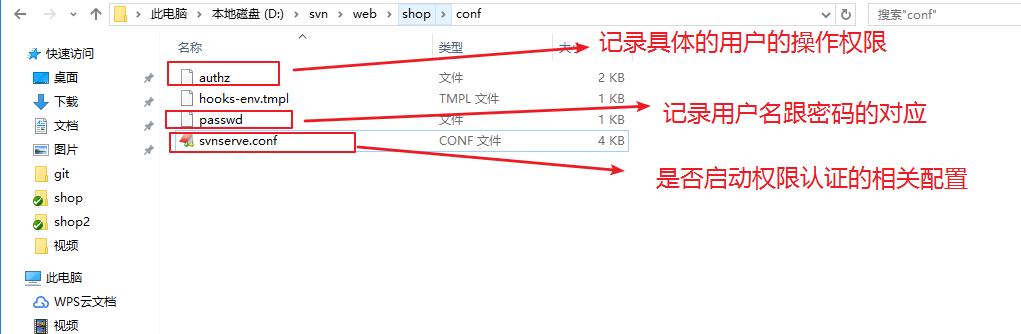 此电脑 › 本地磁盘 (D:) › svn › web › shop › conf
搜索"conf"
名称 类型 大小
快速访问
桌面
下载
文档
图片
git
shop
shop2
视频
此电脑
WPS云文档
视频
authz 文件 2 KB
hooks-env.tmpl TMPL 文件 1 KB
passwd 文件 1 KB
svnserve.conf CONF 文件 4 KB
记录具体的用户的操作权限
记录用户名跟密码的对应
是否启动权限认证的相关配置